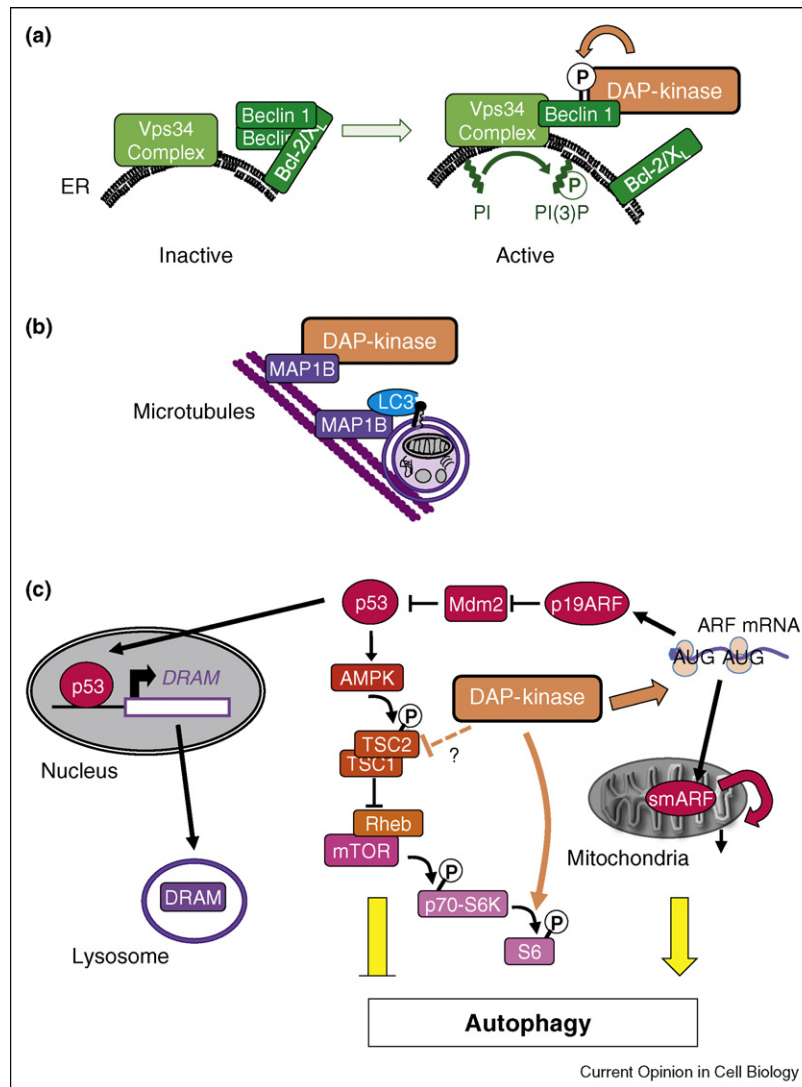 (a)
P
DAP-kinase
Vps34
Complex
Beclin 1
Beclin
Bcl-2/XL
Vps34
Complex
Beclin 1
Bcl-2/XL
ER
P
PI
PI(3)P
Inactive
Active
(b)
DAP-kinase
MAP1B
LC3
Microtubules
MAP1B
(c)
p53
Mdm2
p19ARF
ARF mRNA
AUG AUG
p53
DRAM
AMPK
DAP-kinase
P
TSC2
TSC1
?
Nucleus
smARF
Rheb
mTOR
Mitochondria
P
p70-S6K
P
DRAM
S6
Lysosome
Autophagy
Current Opinion in Cell Biology